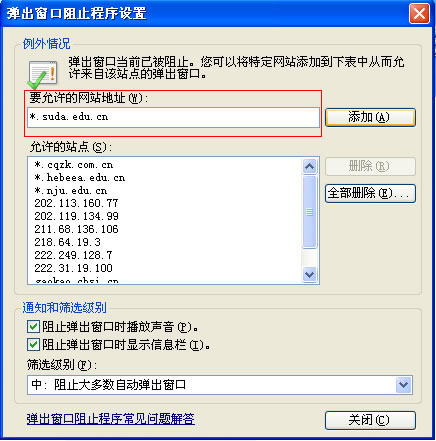 弹出窗口阻止程序设置
例外情况
弹出窗口当前已被阻止。您可以将特定网站添加到下表中从而允
许来自该站点的弹出窗口。
要允许的网站地址(W):
*.suda.edu.cn
添加(A)
允许的站点(S):
*.cqzk.com.cn
*.hebeea.edu.cn
*.nju.edu.cn
202.113.160.77
202.119.134.99
211.68.136.106
218.64.19.3
222.249.128.7
222.31.19.100
gaokao.chsi.cn
删除(R)
全部删除(E)...
通知和筛选级别
阻止弹出窗口时播放声音(P)。
阻止弹出窗口时显示信息栏(I)。
筛选级别(F):
中: 阻止大多数自动弹出窗口
弹出窗口阻止程序常见问题解答
关闭(C)